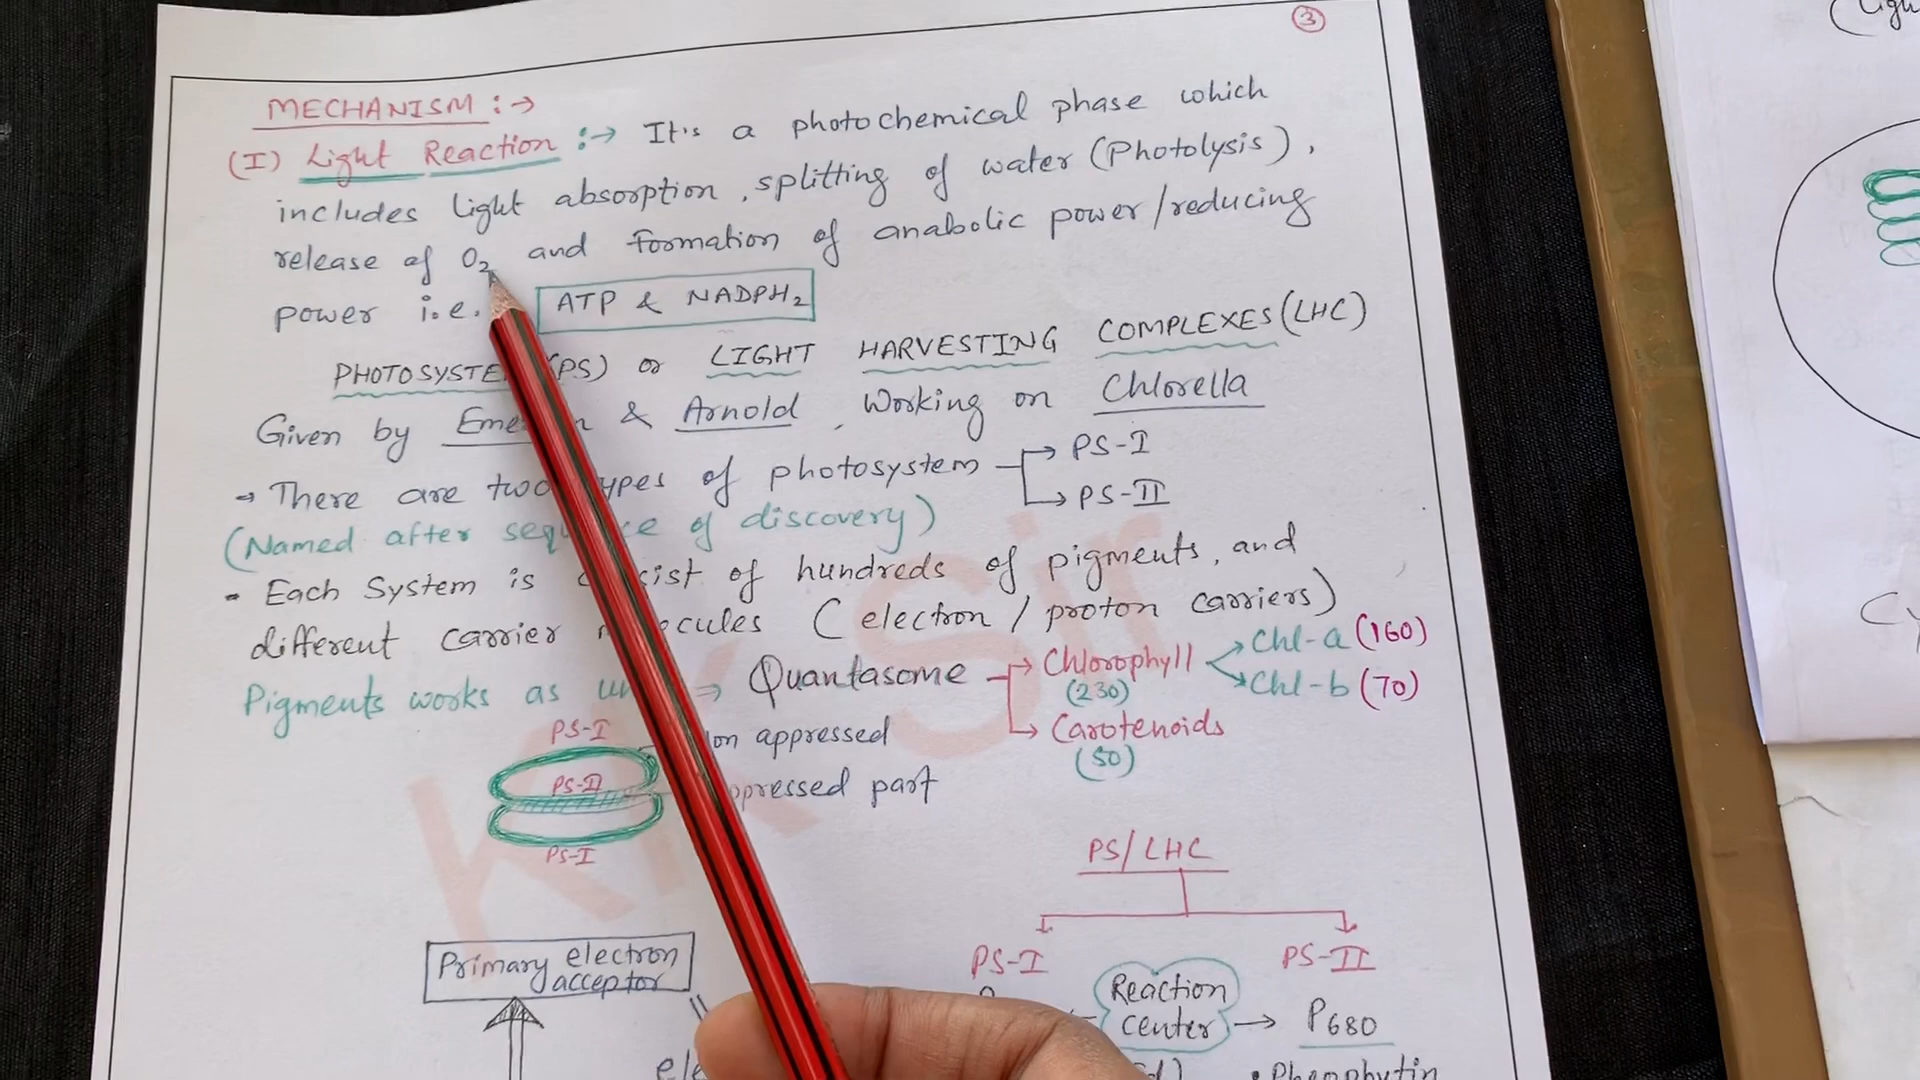 3
MECHANISM :→
(I) Light Reaction :→ It's a photochemical phase which
includes light absorption, splitting of water (Photolysis),
release of O2 and formation of anabolic power/reducing
power i.e. ATP & NADPH2
PHOTOSYSTE (PS) or LIGHT HARVESTING COMPLEXES (LHC)
Given by & Arnold, Working on Chlorella
→ There are two of photosystem → PS-I
→ PS-II
(Named after of discovery)
- Each System is of hundreds of pigments, and
different carrier (electron / proton carriers)
Pigments works as ⇒ Quantasome → Chlorophyll → Chl-a (160)
(230) → Chl-b (70)
→ Carotenoids
(50)
PS-I
appressed
PS-II
part
PS-I
PS/LHC
Primary electron
acceptor
PS-I PS-II
Reaction
center → P680
• Pheophytin
KK Sir